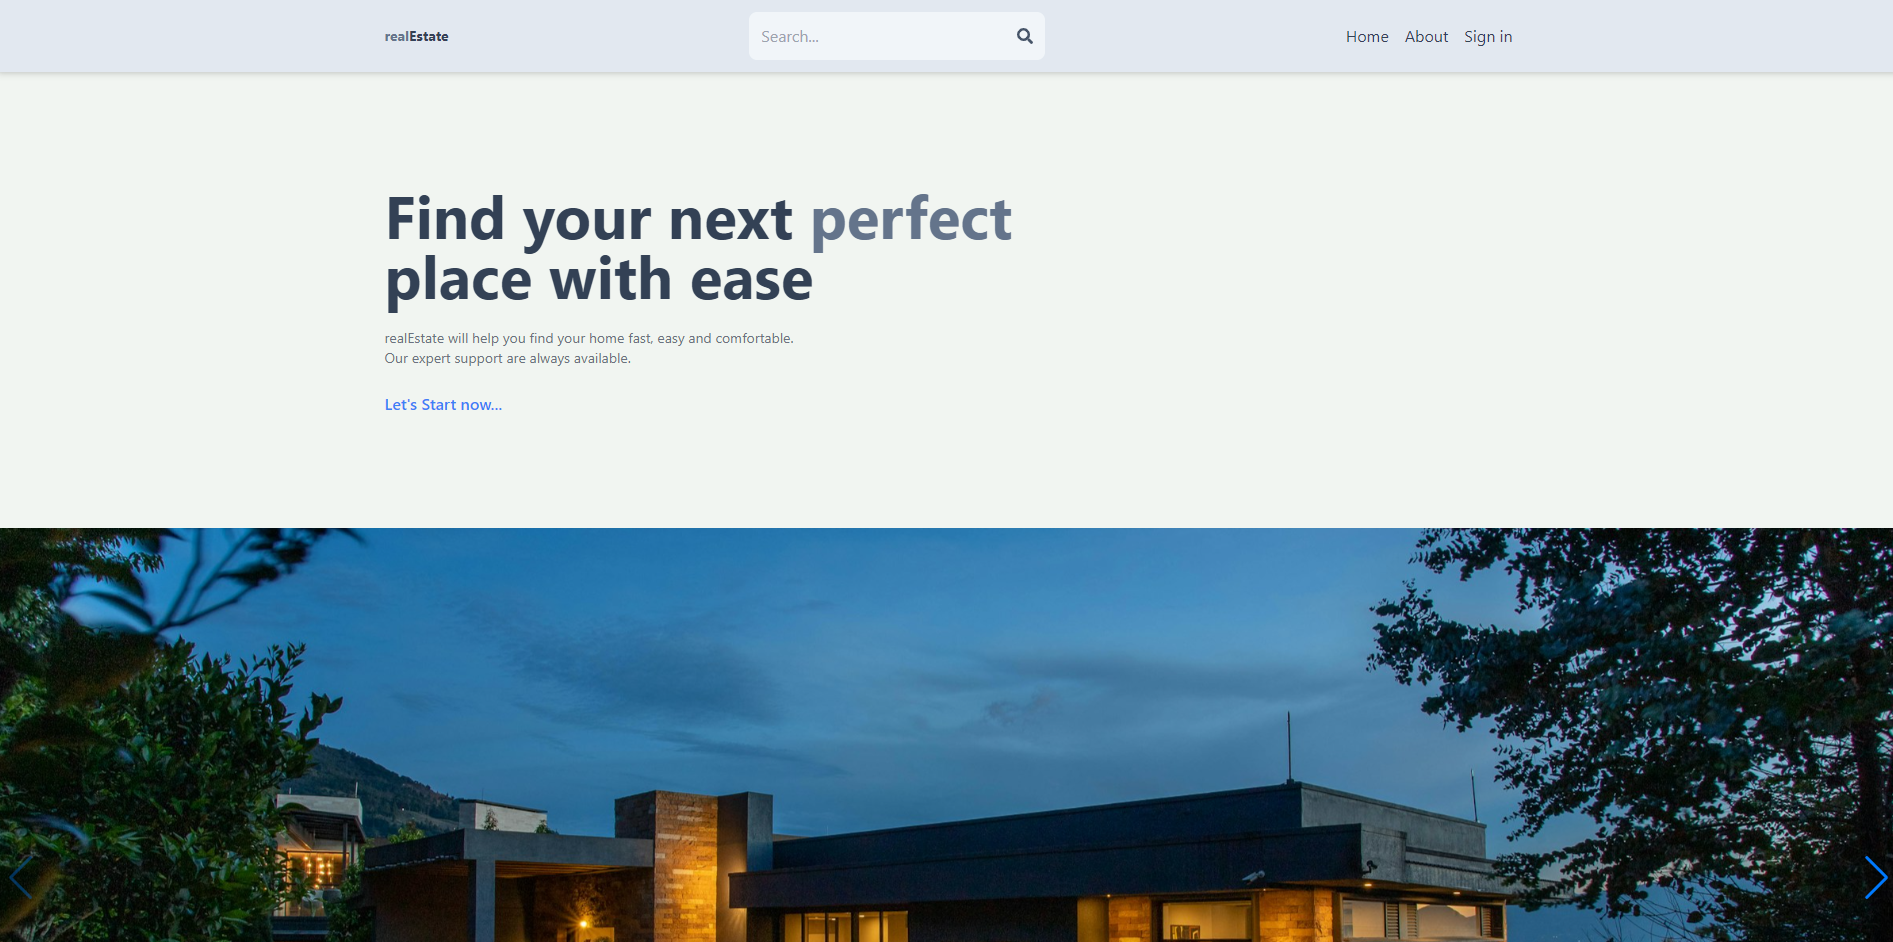 realEstate
Search...
Home About Sign in
Find your next perfect
place with ease
realEstate will help you find your home fast, easy and comfortable.
Our expert support are always available.
Let's Start now...